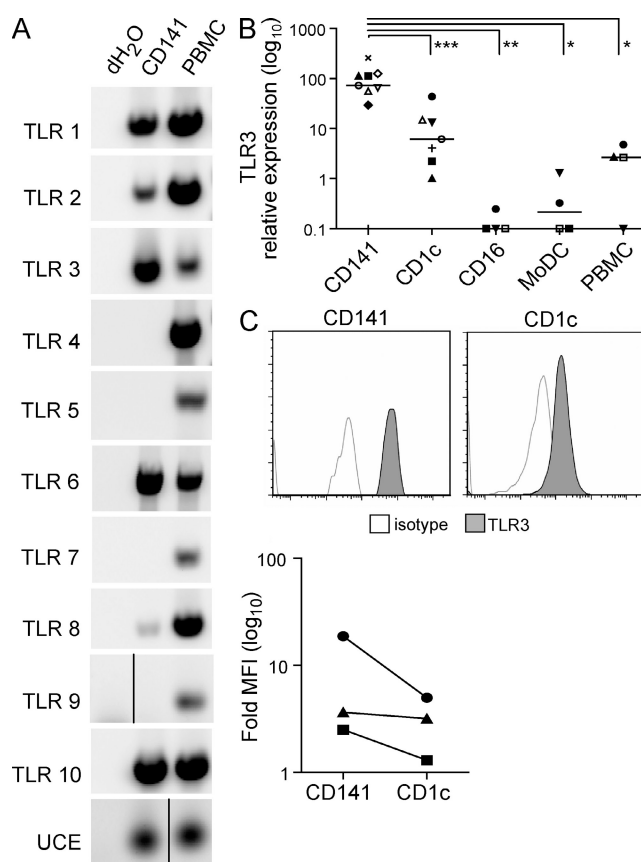 A
dH2O
CD141
PBMC
TLR 1
TLR 2
TLR 3
TLR 4
TLR 5
TLR 6
TLR 7
TLR 8
TLR 9
TLR 10
UCE
B
TLR3
relative expression (log10)
1000
100
10
1
0.1
***
**
*
*
CD141
CD1c
CD16
MoDC
PBMC
C
CD141
CD1c
isotype
TLR3
Fold MFI (log10)
100
10
1
CD141
CD1c